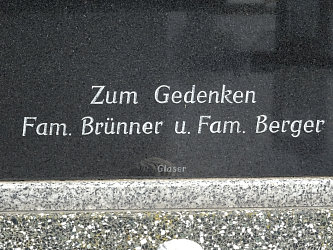 Zum Gedenken
Fam. Brünner u. Fam. Berger
Glaser